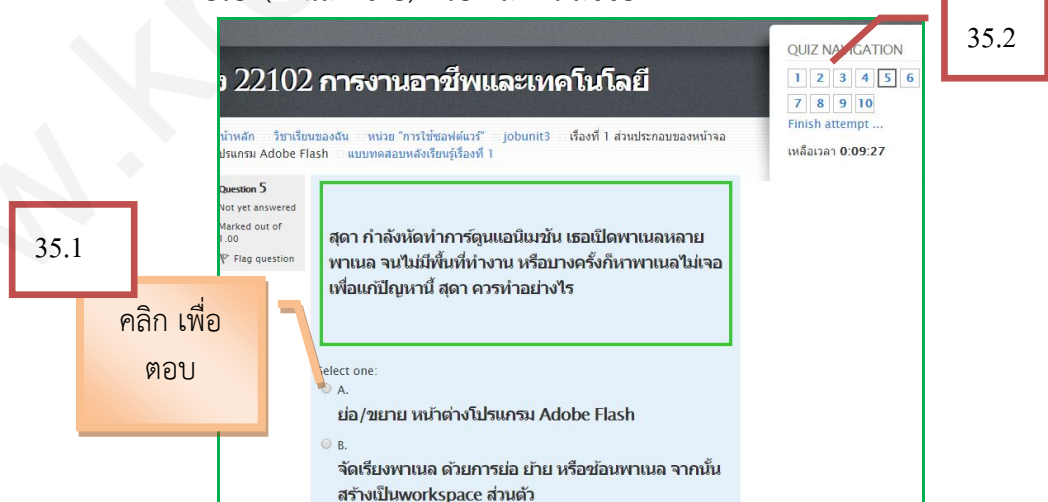 35.2
QUIZ NAVIGATION
1 2 3 4 5 6
7 8 9 10
Finish attempt ...
เหลือเวลา 0:09:27
22102 การงานอาชีพและเทคโนโลยี
น้าหลัก วิชาเรียนของฉัน หน่วย "การใช้ซอฟต์แวร์" jobunit3 เรื่องที่ 1 ส่วนประกอบของหน้าจอ
ปรแกรม Adobe Flash แบบทดสอบหลังเรียนรู้เรื่องที่ 1
Question 5
Not yet answered
Marked out of
1.00
Flag question
35.1
สุดา กำลังหัดทำการ์ตูนแอนิเมชัน เธอเปิดพาเนลหลาย
พาเนล จนไม่มีพื้นที่ทำงาน หรือบางครั้งก็หาพาเนลไม่เจอ
เพื่อแก้ปัญหานี้ สุดา ควรทำอย่างไร
คลิก เพื่อ
ตอบ
Select one:
A.
ย่อ/ขยาย หน้าต่างโปรแกรม Adobe Flash
B.
จัดเรียงพาเนล ด้วยการย่อ ย้าย หรือซ้อนพาเนล จากนั้น
สร้างเป็นworkspace ส่วนตัว